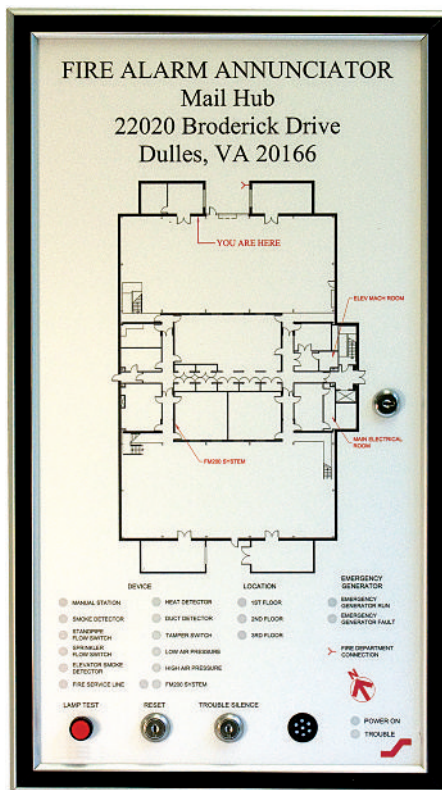 FIRE ALARM ANNUNCIATOR
Mail Hub
22020 Broderick Drive
Dulles, VA 20166
YOU ARE HERE
ELEV MACH ROOM
MAIN ELECTRICAL
ROOM
FM200 SYSTEM
DEVICE
MANUAL STATION
SMOKE DETECTOR
STANDPIPE
FLOW SWITCH
SPRINKLER
FLOW SWITCH
ELEVATOR SMOKE
DETECTOR
FIRE SERVICE LINE
HEAT DETECTOR
DUCT DETECTOR
TAMPER SWITCH
LOW AIR PRESSURE
HIGH AIR PRESSURE
FM200 SYSTEM
LOCATION
1ST FLOOR
2ND FLOOR
3RD FLOOR
EMERGENCY
GENERATOR
EMERGENCY
GENERATOR RUN
EMERGENCY
GENERATOR FAULT
FIRE DEPARTMENT
CONNECTION
N
LAMP TEST
RESET
TROUBLE SILENCE
POWER ON
TROUBLE